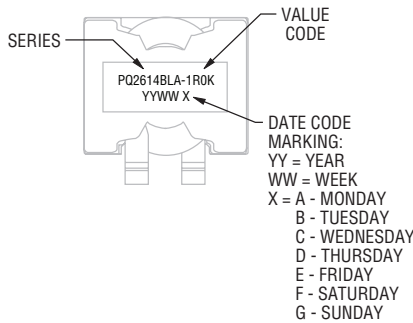 VALUE
CODE
SERIES
PQ2614BLA-1R0K
YYWW X
DATE CODE
MARKING:
YY = YEAR
WW = WEEK
X = A - MONDAY
B - TUESDAY
C - WEDNESDAY
D - THURSDAY
E - FRIDAY
F - SATURDAY
G - SUNDAY